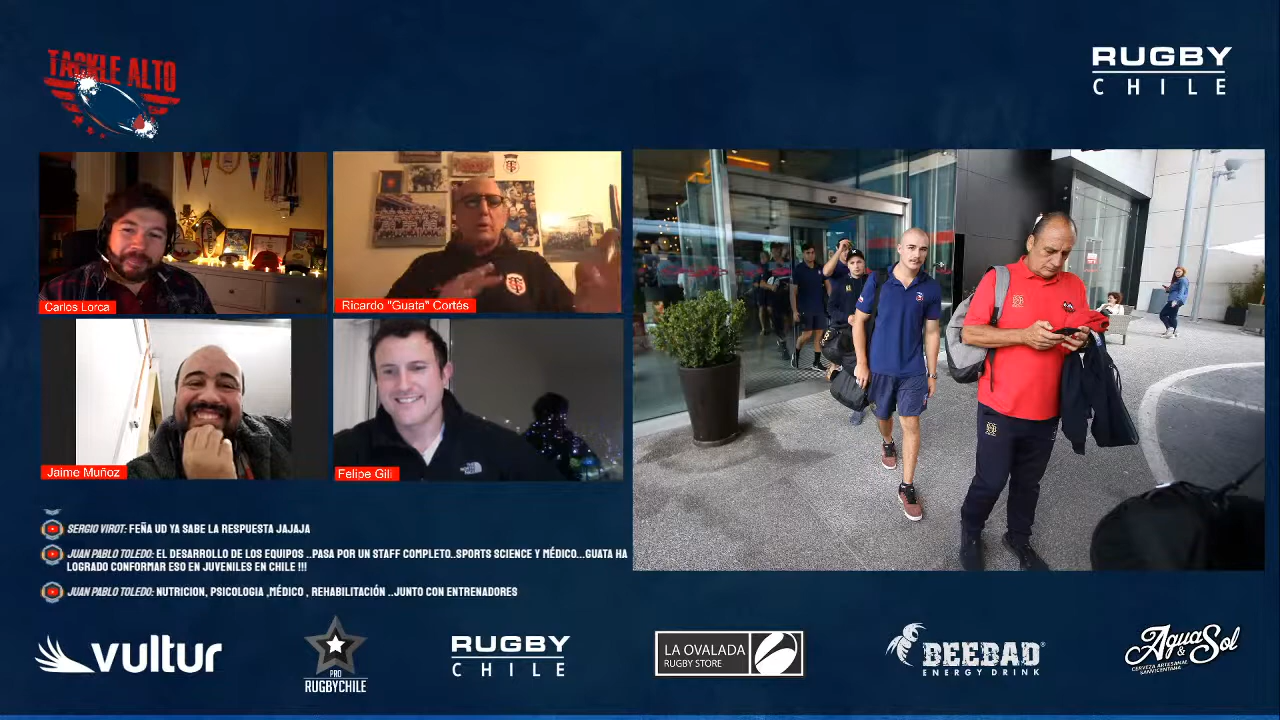 TACKLE ALTO
RUGBY
CHILE
Carlos Lorca
Ricardo "Guata" Cortés
Jaime Muñoz
Felipe Gili
SERGIO VIROT: FEÑA UD YA SABE LA RESPUESTA JAJAJA
JUAN PABLO TOLEDO: EL DESARROLLO DE LOS EQUIPOS ..PASA POR UN STAFF COMPLETO..SPORTS SCIENCE Y MÉDICO...GUATA HA
LOGRADO CONFORMAR ESO EN JUVENILES EN CHILE !!!
JUAN PABLO TOLEDO: NUTRICION, PSICOLOGIA ,MÉDICO , REHABILITACIÓN ..JUNTO CON ENTRENADORES
vultur
PRO
RUGBYCHILE
RUGBY
CHILE
LA OVALADA
RUGBY STORE
BEEBAD®
ENERGY DRINK
Agua & Sol
CERVEZA ARTESANAL
SANVICENTANA